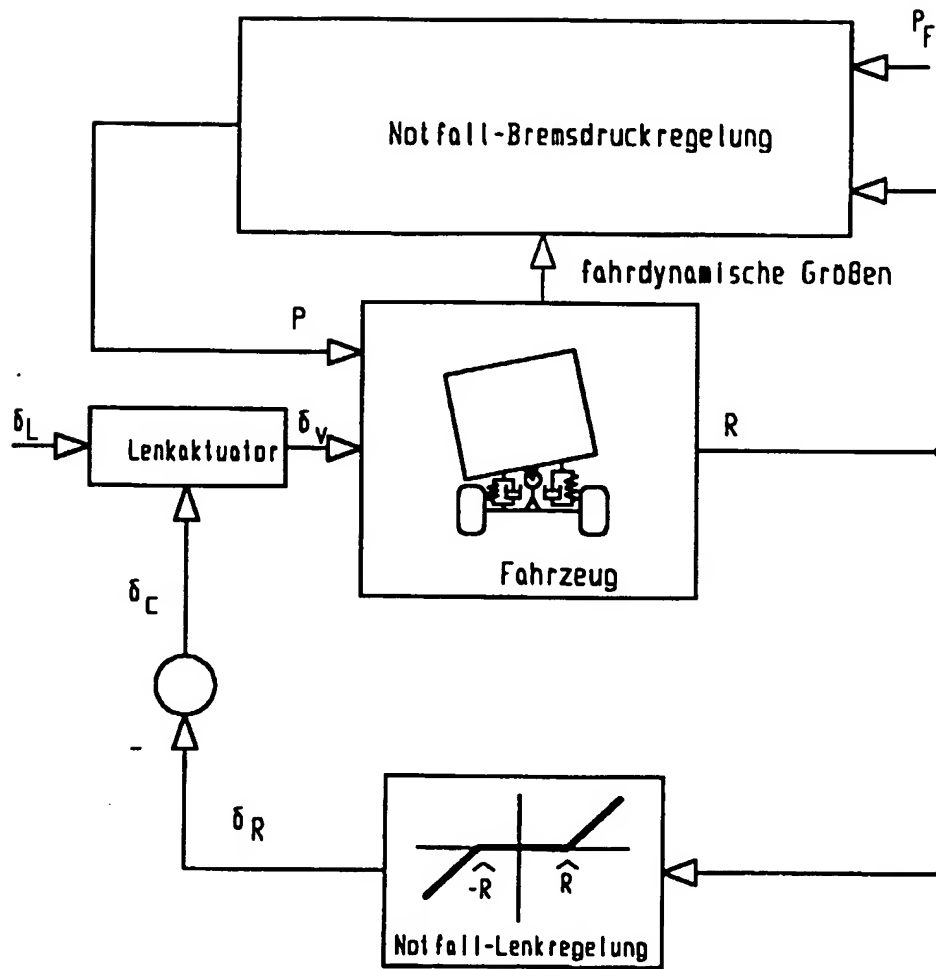 P_F
Notfall-Bremsdruckregelung
fahrdynamische Größen
P
δ_L
Lenkaktuator
δ_v
R
Fahrzeug
δ_C
-
δ_R
-R̂
R̂
Notfall-Lenkregelung